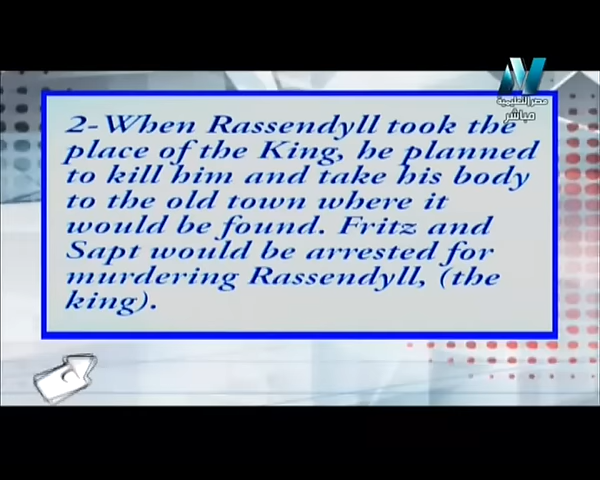 مصر التعليمية
مباشر
2-When Rassendyll took the
place of the King, he planned
to kill him and take his body
to the old town where it
would be found. Fritz and
Sapt would be arrested for
murdering Rassendyll, (the
king).